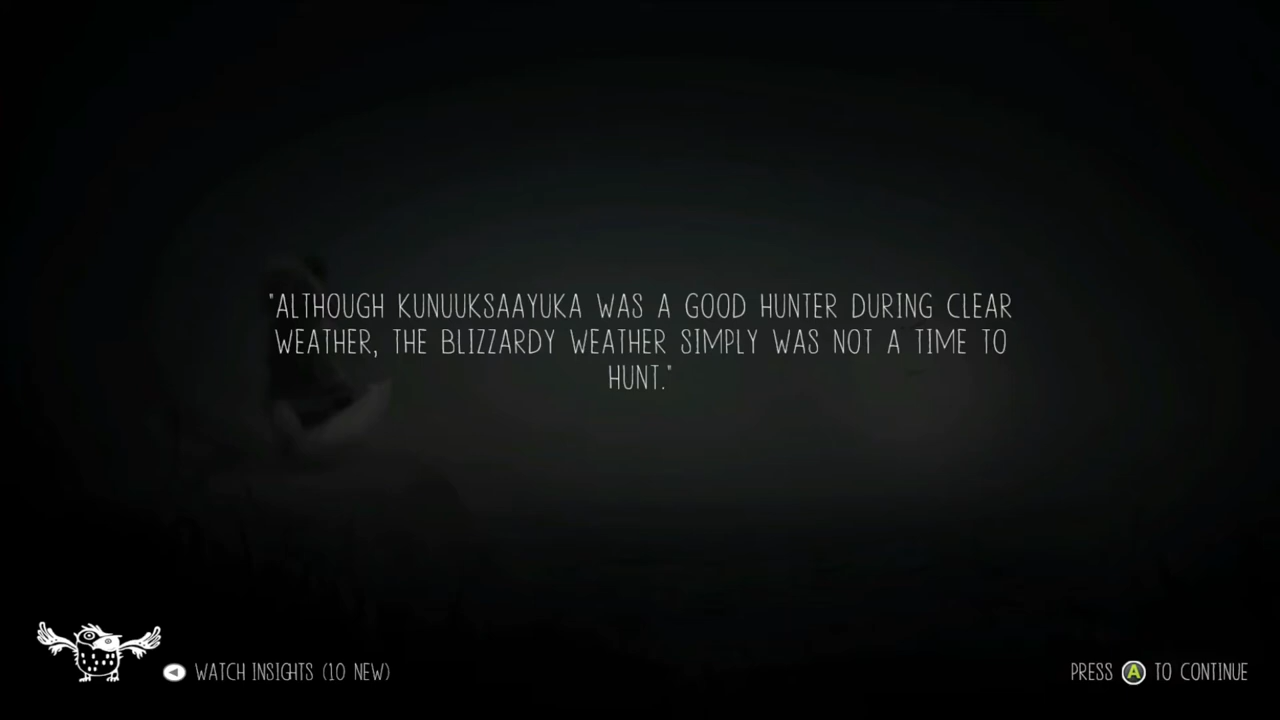 "ALTHOUGH KUNUUKSAAYUKA WAS A GOOD HUNTER DURING CLEAR
WEATHER, THE BLIZZARDY WEATHER SIMPLY WAS NOT A TIME TO
HUNT."
WATCH INSIGHTS (10 NEW)
PRESS A TO CONTINUE